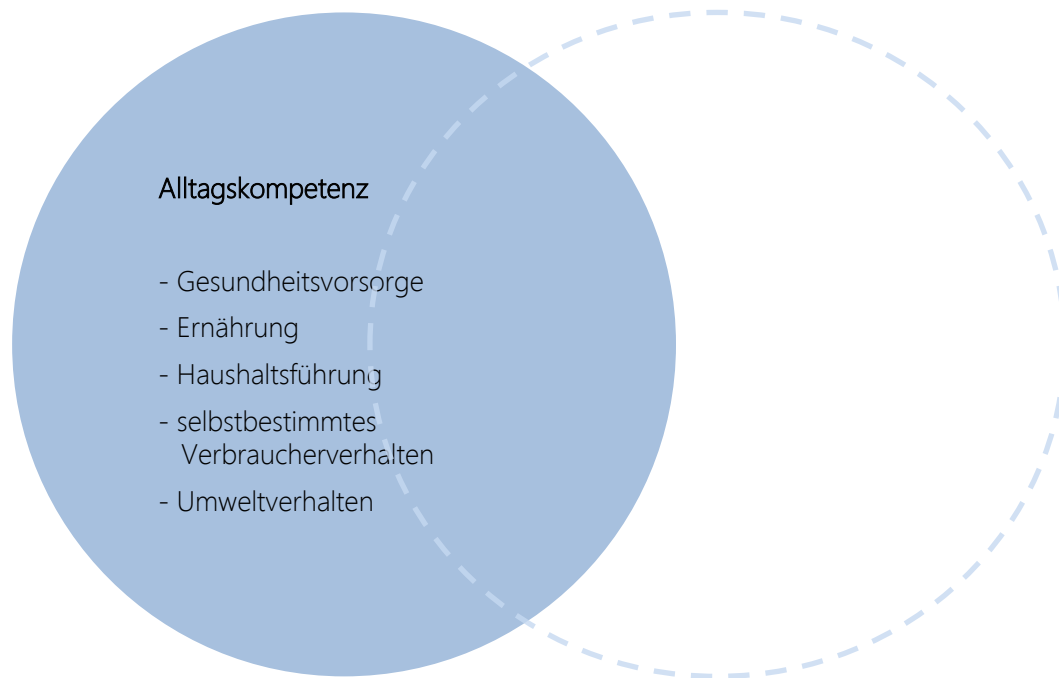 Alltagskompetenz
- Gesundheitsvorsorge
- Ernährung
- Haushaltsführung
- selbstbestimmtes
Verbraucherverhalten
- Umweltverhalten